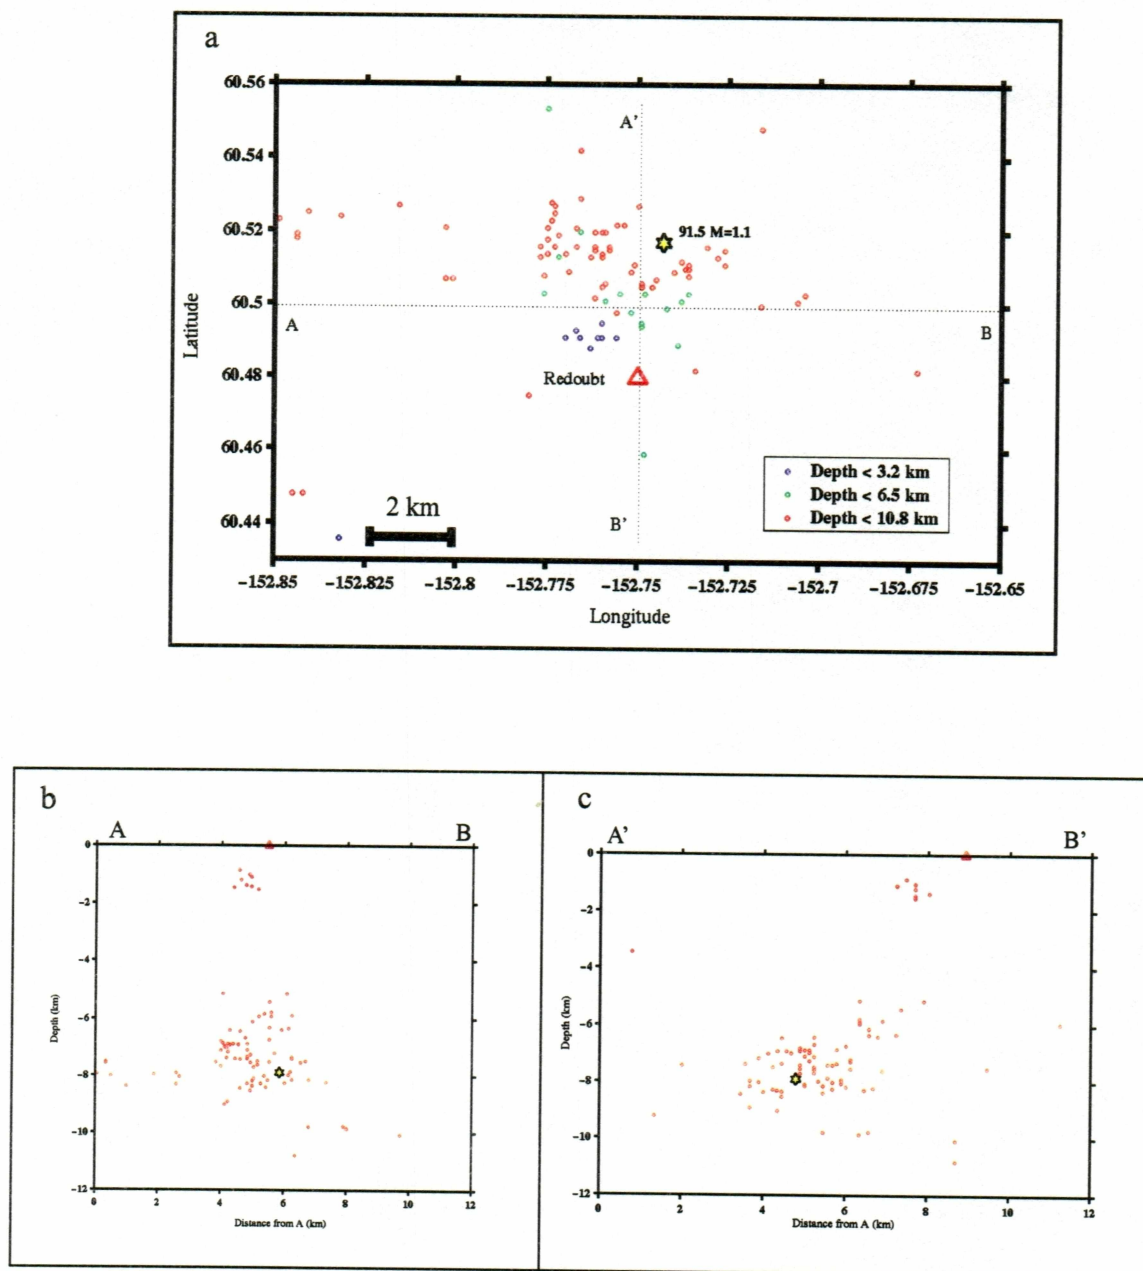 a
60.56
60.54
60.52
60.5
60.48
60.46
60.44
Latitude
A'
91.5 M=1.1
A
B
Redoubt
Depth < 3.2 km
Depth < 6.5 km
Depth < 10.8 km
2 km
B'
-152.85 -152.825 -152.8 -152.775 -152.75 -152.725 -152.7 -152.675 -152.65
Longitude
b
A B
0
-2
-4
-6
-8
-10
-12
Depth (km)
0 2 4 6 8 10 12
Distance from A (km)
c
A' B'
0
-2
-4
-6
-8
-10
-12
Depth (km)
0 2 4 6 8 10 12
Distance from A (km)